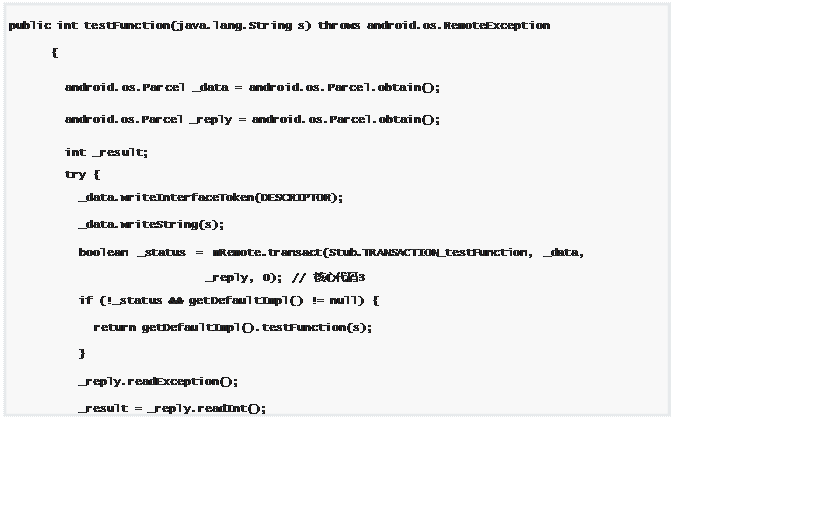 public int testFunction(java.lang.String s) throws android.os.RemoteException
{
android.os.Parcel _data = android.os.Parcel.obtain();
android.os.Parcel _reply = android.os.Parcel.obtain();
int _result;
try {
_data.writeInterfaceToken(DESCRIPTOR);
_data.writeString(s);
boolean _status = mRemote.transact(Stub.TRANSACTION_testFunction, _data,
_reply, 0); // 核心代码3
if (!_status && getDefaultImpl() != null) {
return getDefaultImpl().testFunction(s);
}
_reply.readException();
_result = _reply.readInt();